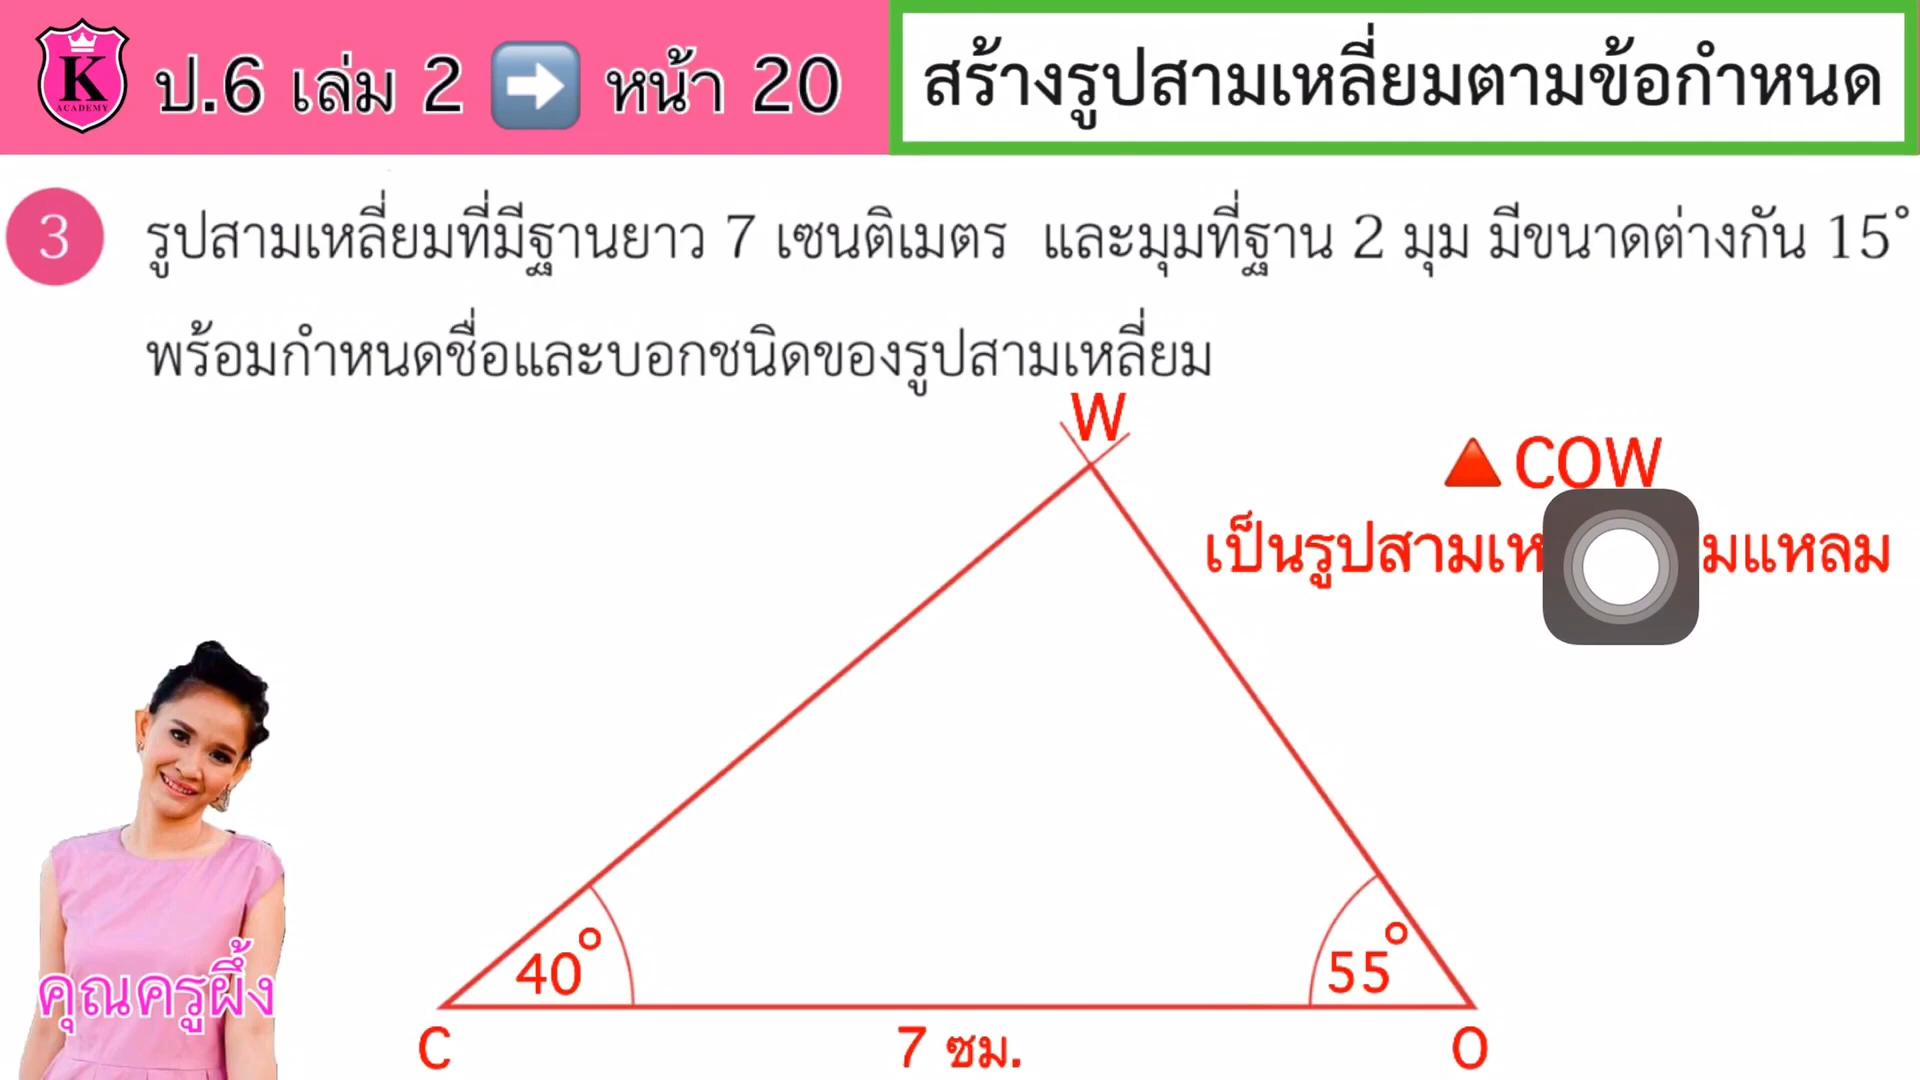 K
ACADEMY
ป.6 เล่ม 2 ➡ หน้า 20
สร้างรูปสามเหลี่ยมตามข้อกำหนด
3 รูปสามเหลี่ยมที่มีฐานยาว 7 เซนติเมตร และมุมที่ฐาน 2 มุม มีขนาดต่างกัน 15°
พร้อมกำหนดชื่อและบอกชนิดของรูปสามเหลี่ยม
W
🔺COW
เป็นรูปสามเห มแหลม
40°
55°
C
7 ซม.
O
คุณครูผึ้ง